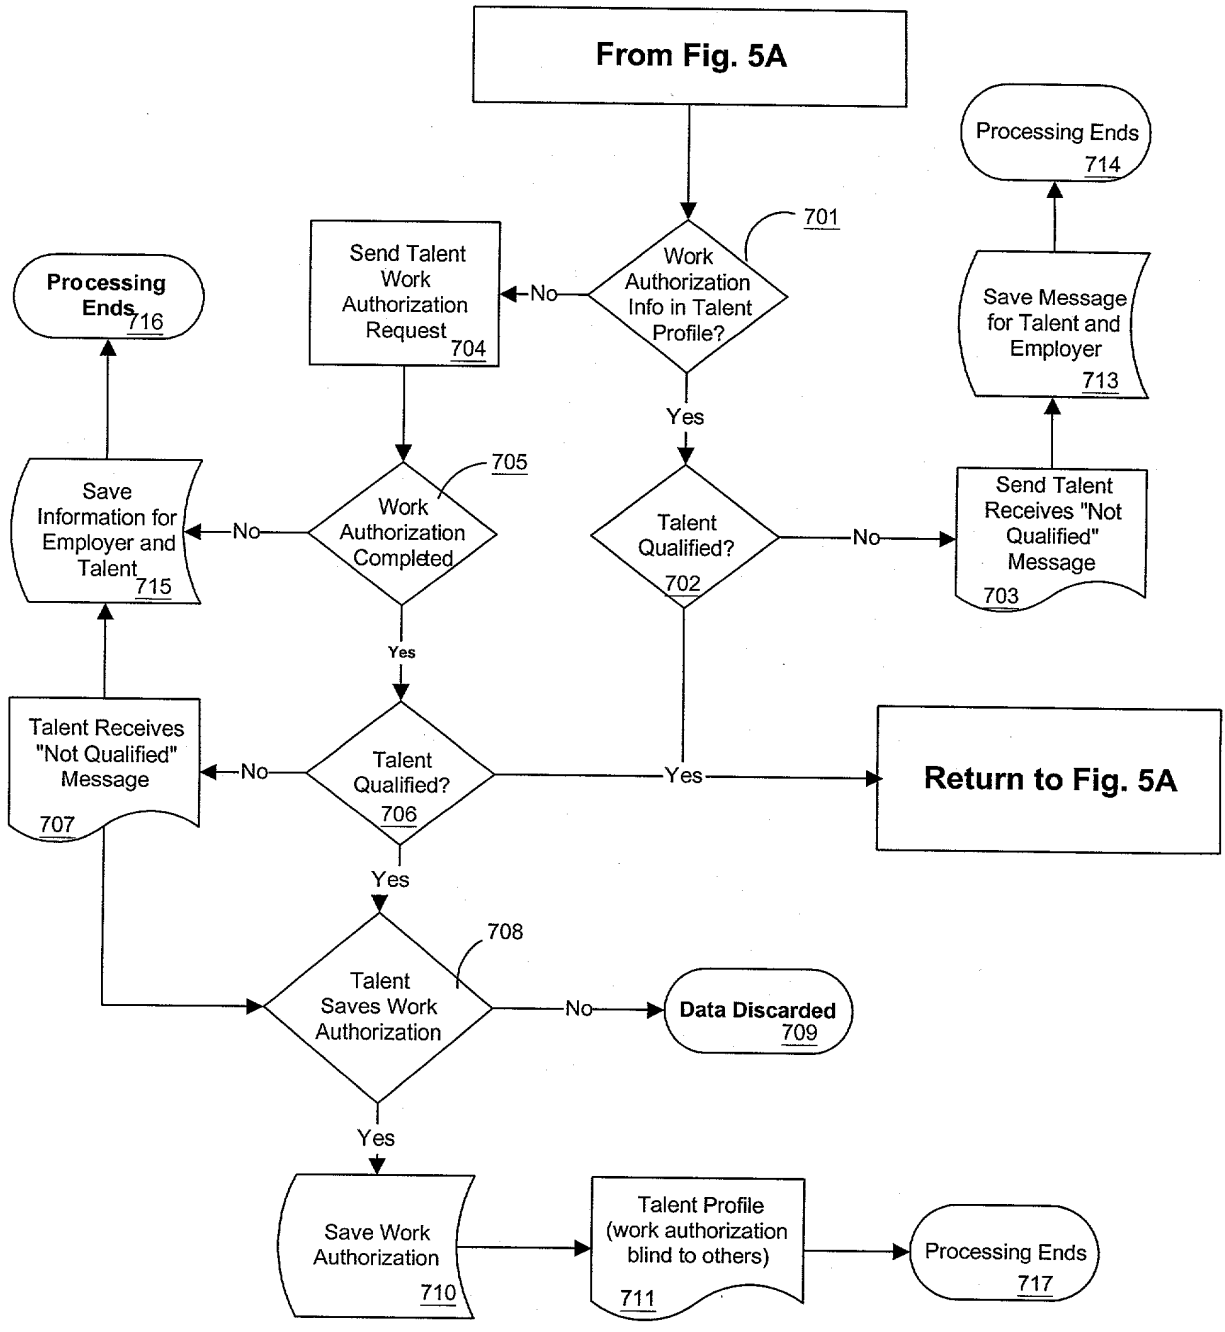 From Fig. 5A
Processing Ends
714
701
Work
Authorization
Info in Talent
Profile?
Send Talent
Work
Authorization
Request
704
No
Processing
Ends
716
Save Message
for Talent and
Employer
713
Yes
705
Save
Information for
Employer and
Talent
715
No
Work
Authorization
Completed
Talent
Qualified?
702
No
Send Talent
Receives "Not
Qualified"
Message
703
Yes
Talent Receives
"Not Qualified"
Message
707
No
Talent
Qualified?
706
Yes
Return to Fig. 5A
Yes
708
Talent
Saves Work
Authorization
No
Data Discarded
709
Yes
Save Work
Authorization
710
Talent Profile
(work authorization
blind to others)
711
Processing Ends
717